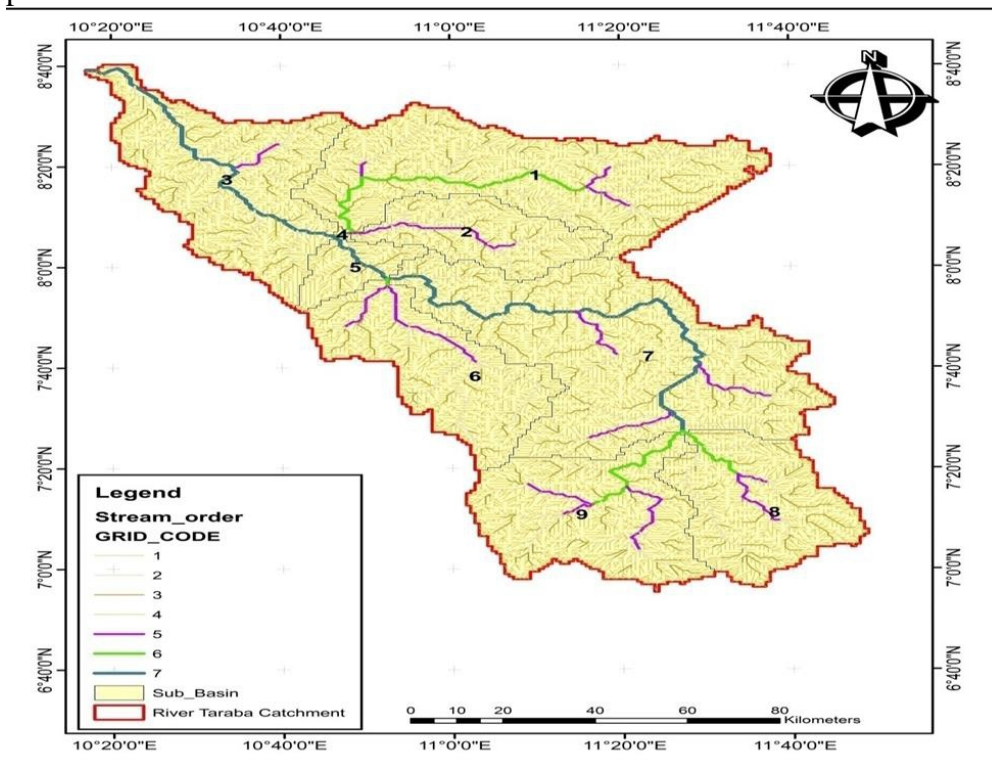 10°20'0"E 10°40'0"E 11°0'0"E 11°20'0"E 11°40'0"E
8°40'0"N 8°40'0"N
N
8°20'0"N 8°20'0"N
1
3
2
4
8°0'0"N 5 8°0'0"N
7
7°40'0"N 6 7°40'0"N
7°20'0"N 7°20'0"N
9 8
7°0'0"N 7°0'0"N
6°40'0"N 6°40'0"N
Legend
Stream_order
GRID_CODE
1
2
3
4
5
6
7
Sub_Basin
River Taraba Catchment
0 10 20 40 60 80
Kilometers
10°20'0"E 10°40'0"E 11°0'0"E 11°20'0"E 11°40'0"E